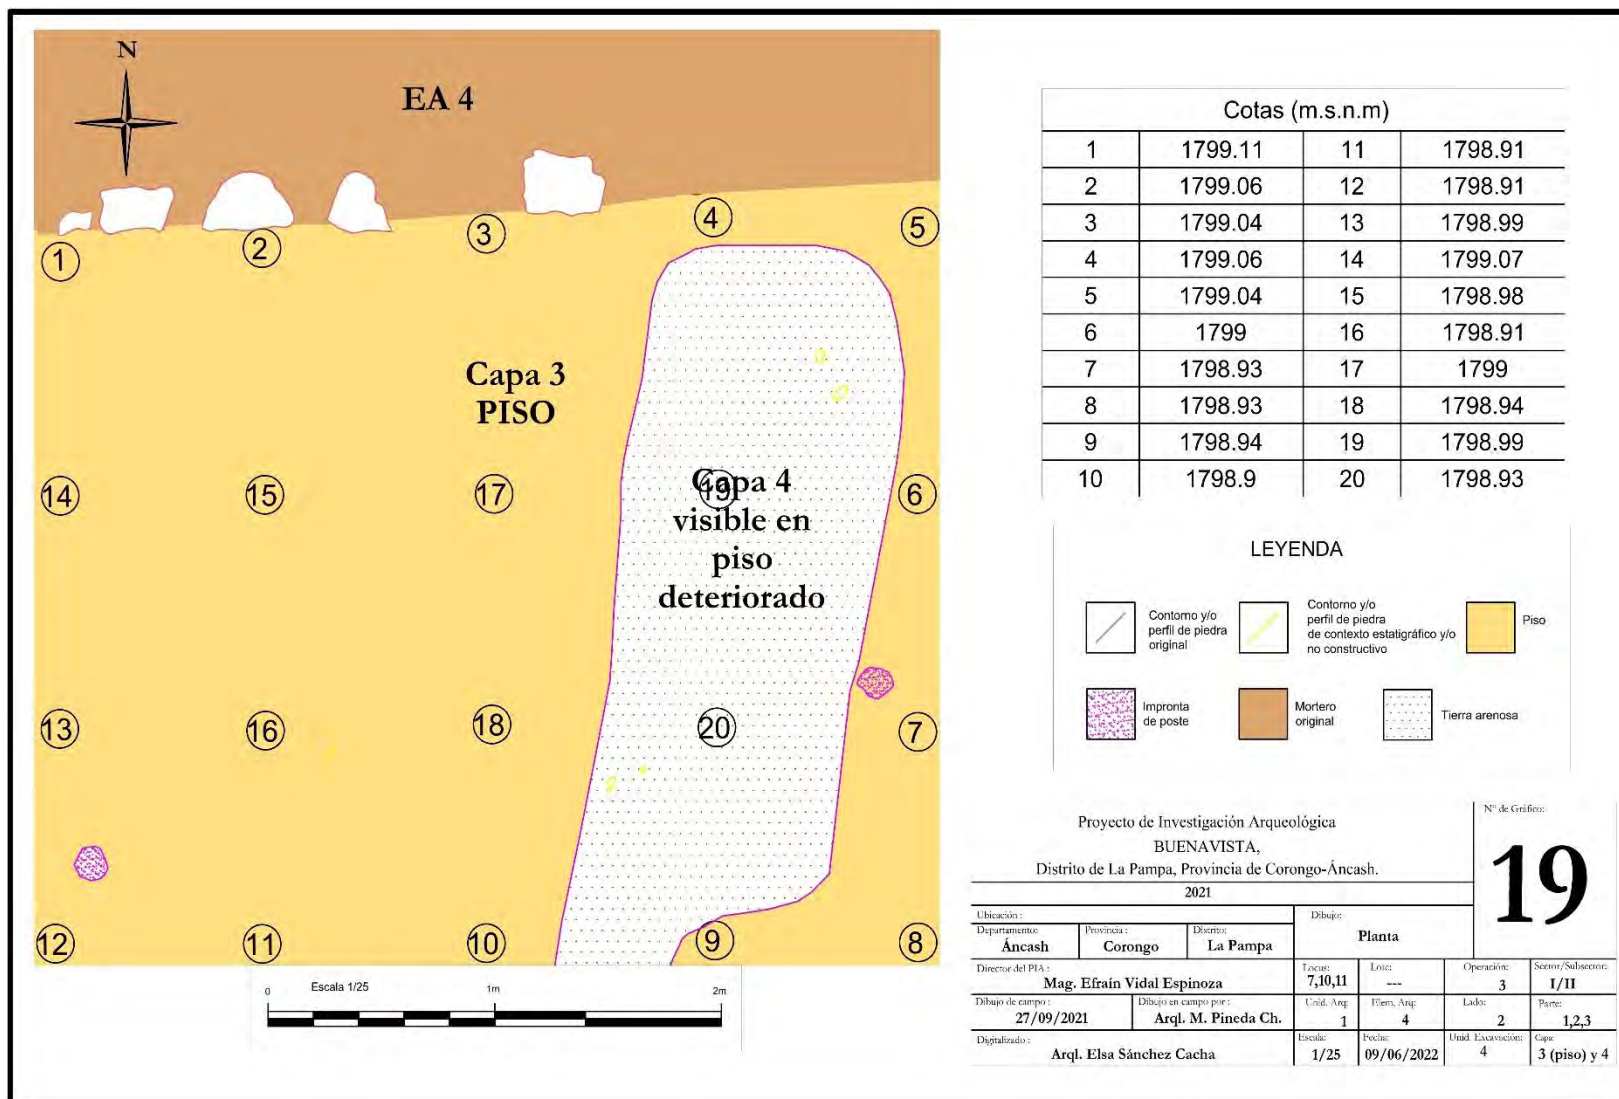 N
EA 4
1
2
3
4
5
Capa 3
PISO
14
15
17
19
6
Capa 4
visible en
piso
deteriorado
13
16
18
20
7
12
11
10
9
8
0
Escala 1/25
1m
2m
Cotas (m.s.n.m)
1 1799.11 11 1798.91
2 1799.06 12 1798.91
3 1799.04 13 1798.99
4 1799.06 14 1799.07
5 1799.04 15 1798.98
6 1799 16 1798.91
7 1798.93 17 1799
8 1798.93 18 1798.94
9 1798.94 19 1798.99
10 1798.9 20 1798.93
LEYENDA
Contorno y/o
perfil de piedra
original
Contorno y/o
perfil de piedra
de contexto estatigráfico y/o
no constructivo
Piso
Impronta
de poste
Mortero
original
Tierra arenosa
Proyecto de Investigación Arqueológica
BUENAVISTA,
Distrito de La Pampa, Provincia de Corongo-Áncash.
2021
N° de Gráfico:
19
Ubicación :
Departamento:
Áncash
Provincia :
Corongo
Distrito:
La Pampa
Dibujo:
Planta
Director del PIA :
Mag. Efraín Vidal Espinoza
Locus:
7,10,11
Lote:
---
Operación:
3
Sector/Subsector:
I/II
Dibujo de campo :
27/09/2021
Dibujo en campo por :
Arql. M. Pineda Ch.
Unid. Arq:
1
Elem. Arq:
4
Lado:
2
Parte:
1,2,3
Digitalizado :
Arql. Elsa Sánchez Cacha
Escala:
1/25
Fecha:
09/06/2022
Unid. Excavación:
4
Capa:
3 (piso) y 4